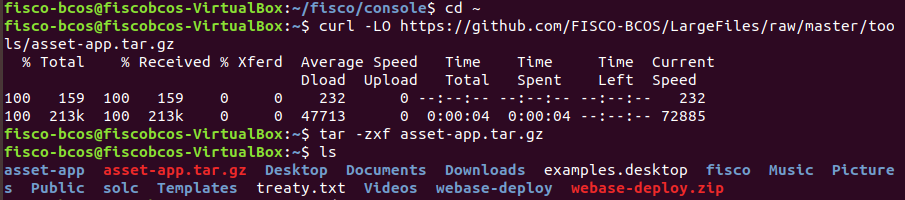 fisco-bcos@fiscobcos-VirtualBox:~/fisco/console$ cd ~
fisco-bcos@fiscobcos-VirtualBox:~$ curl -LO https://github.com/FISCO-BCOS/LargeFiles/raw/master/too
ls/asset-app.tar.gz
  % Total    % Received % Xferd  Average Speed   Time    Time     Time  Current
                                 Dload  Upload   Total   Spent    Left  Speed
100   159  100   159    0     0    232      0 --:--:-- --:--:-- --:--:--   232
100  213k  100  213k    0     0  47713      0  0:00:04  0:00:04 --:--:-- 72885
fisco-bcos@fiscobcos-VirtualBox:~$ tar -zxf asset-app.tar.gz
fisco-bcos@fiscobcos-VirtualBox:~$ ls
asset-app  asset-app.tar.gz  Desktop  Documents  Downloads  examples.desktop  fisco  Music  Picture
s  Public  solc  Templates  treaty.txt  Videos  webase-deploy  webase-deploy.zip